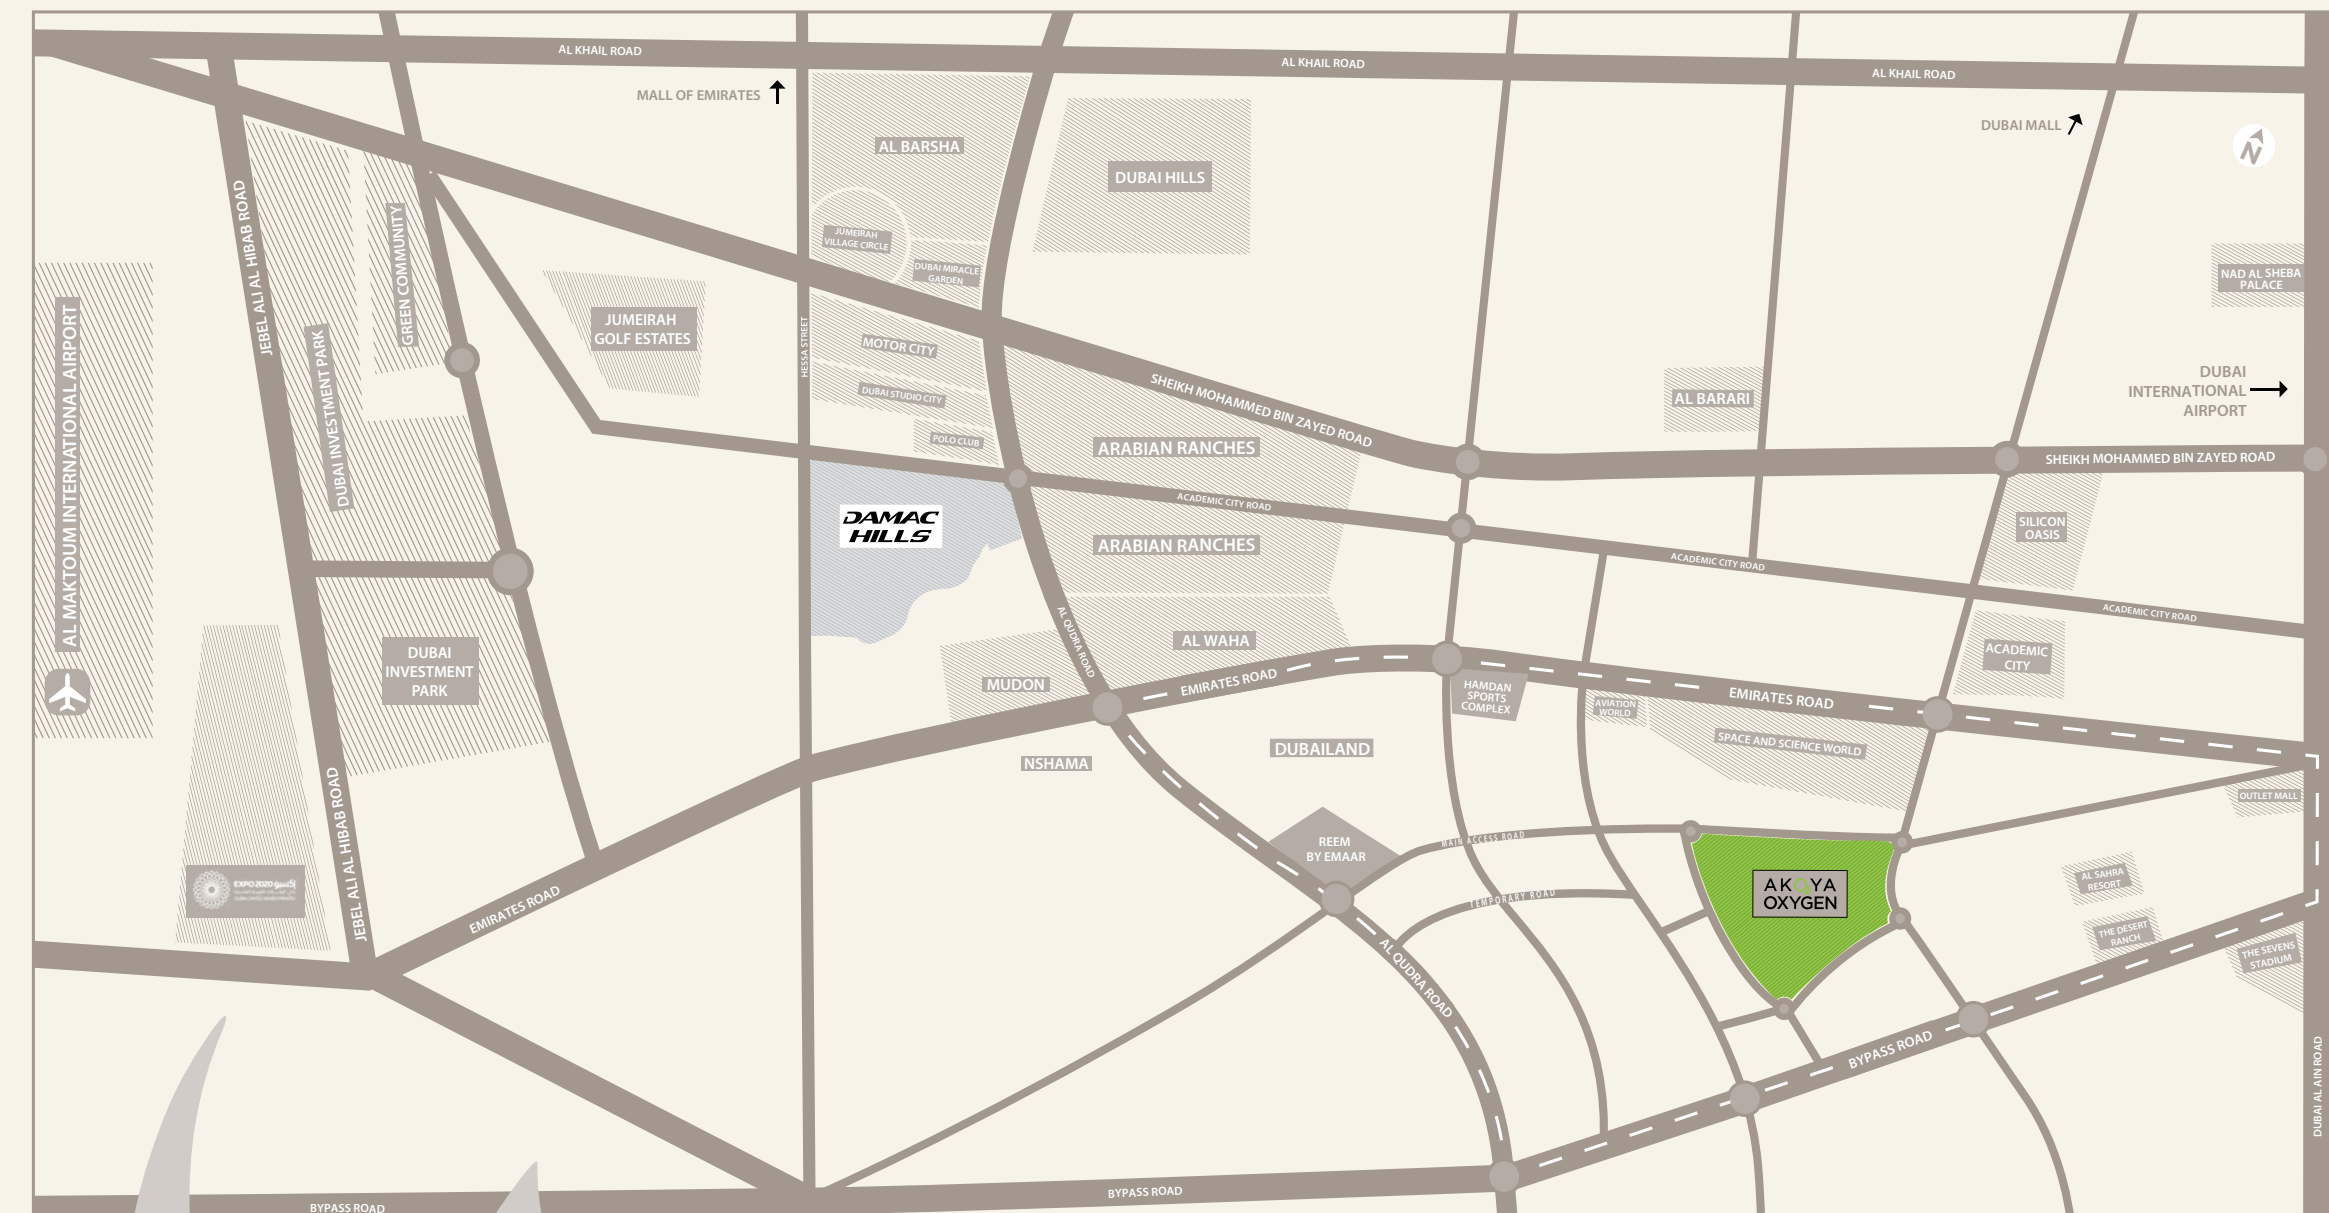 AL KHAIL ROAD
AL KHAIL ROAD
AL KHAIL ROAD
MALL OF EMIRATES
DUBAI MALL
N
AL BARSHA
DUBAI HILLS
JUMEIRAH
VILLAGE CIRCLE
DUBAI MIRACLE
GARDEN
JEBEL ALI AL HIBAB ROAD
GREEN COMMUNITY
DUBAI INVESTMENT PARK
AL MAKTOUM INTERNATIONAL AIRPORT
JUMEIRAH
GOLF ESTATES
HESSA STREET
MOTOR CITY
DUBAI STUDIO CITY
POLO CLUB
SHEIKH MOHAMMED BIN ZAYED ROAD
ARABIAN RANCHES
AL BARARI
NAD AL SHEBA
PALACE
DUBAI
INTERNATIONAL
AIRPORT
SHEIKH MOHAMMED BIN ZAYED ROAD
ACADEMIC CITY ROAD
DAMAC
HILLS
ARABIAN RANCHES
SILICON
OASIS
ACADEMIC CITY ROAD
ACADEMIC CITY ROAD
AL QUDRA ROAD
AL WAHA
MUDON
EMIRATES ROAD
ACADEMIC
CITY
DUBAI
INVESTMENT
PARK
HAMDAN
SPORTS
COMPLEX
AVIATION
WORLD
EMIRATES ROAD
SPACE AND SCIENCE WORLD
NSHAMA
DUBAILAND
OUTLET MALL
JEBEL ALI AL HIBAB ROAD
REEM
BY EMAAR
MAIN ACCESS ROAD
TEMPORARY ROAD
AKOYA
OXYGEN
AL SAHRA
RESORT
THE DESERT
RANCH
THE SEVENS
STADIUM
EXPO 2020 إكسبو
EMIRATES ROAD
AL QUDRA ROAD
BYPASS ROAD
DUBAI AL AIN ROAD
BYPASS ROAD
BYPASS ROAD